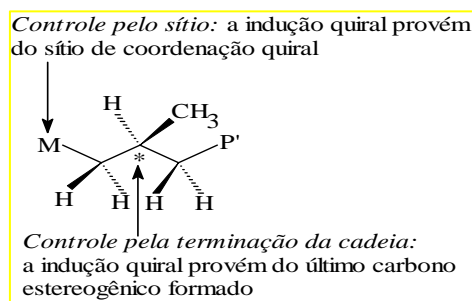 Controle pelo sítio: a indução quiral provém
do sítio de coordenação quiral
H
CH3
M
P'
*
H H H H
Controle pela terminação da cadeia:
a indução quiral provém do último carbono
estereogênico formado